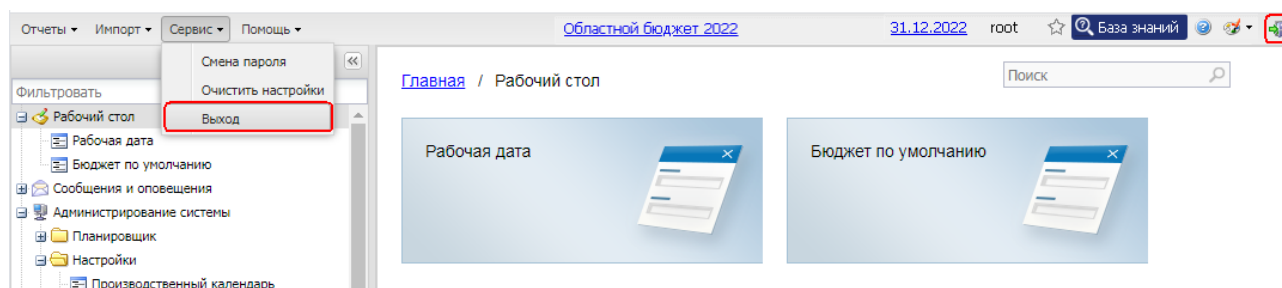 Отчеты Импорт Сервис Помощь Областной бюджет 2022 31.12.2022 root База знаний
Смена пароля
Очистить настройки
Выход
Фильтровать
Рабочий стол
Рабочая дата
Бюджет по умолчанию
Сообщения и оповещения
Администрирование системы
Планировщик
Настройки
Производственный календарь
Главная / Рабочий стол
Поиск
Рабочая дата
Бюджет по умолчанию